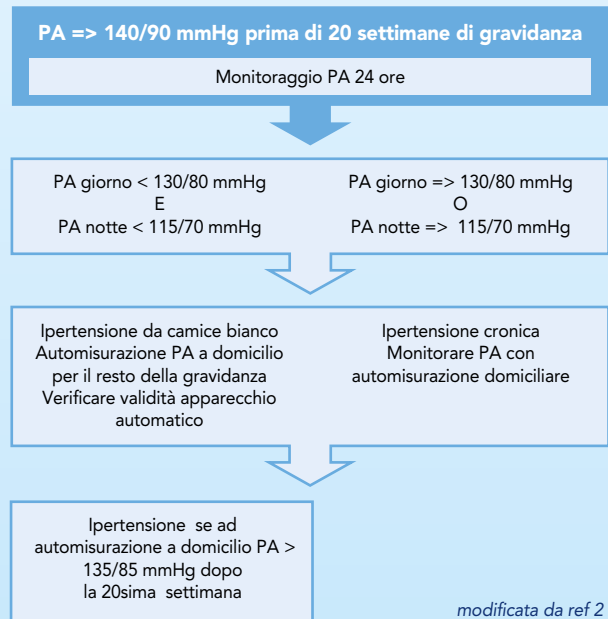 PA => 140/90 mmHg prima di 20 settimane di gravidanza
Monitoraggio PA 24 ore
PA giorno < 130/80 mmHg
E
PA notte < 115/70 mmHg
PA giorno => 130/80 mmHg
O
PA notte =>  115/70 mmHg
Ipertensione da camice bianco
Automisurazione PA a domicilio
per il resto della gravidanza
Verificare validità apparecchio
automatico
Ipertensione cronica
Monitorare PA con
automisurazione domiciliare
Ipertensione  se ad
automisurazione a domicilio PA >
135/85 mmHg dopo
la 20sima  settimana
modificata da ref 2